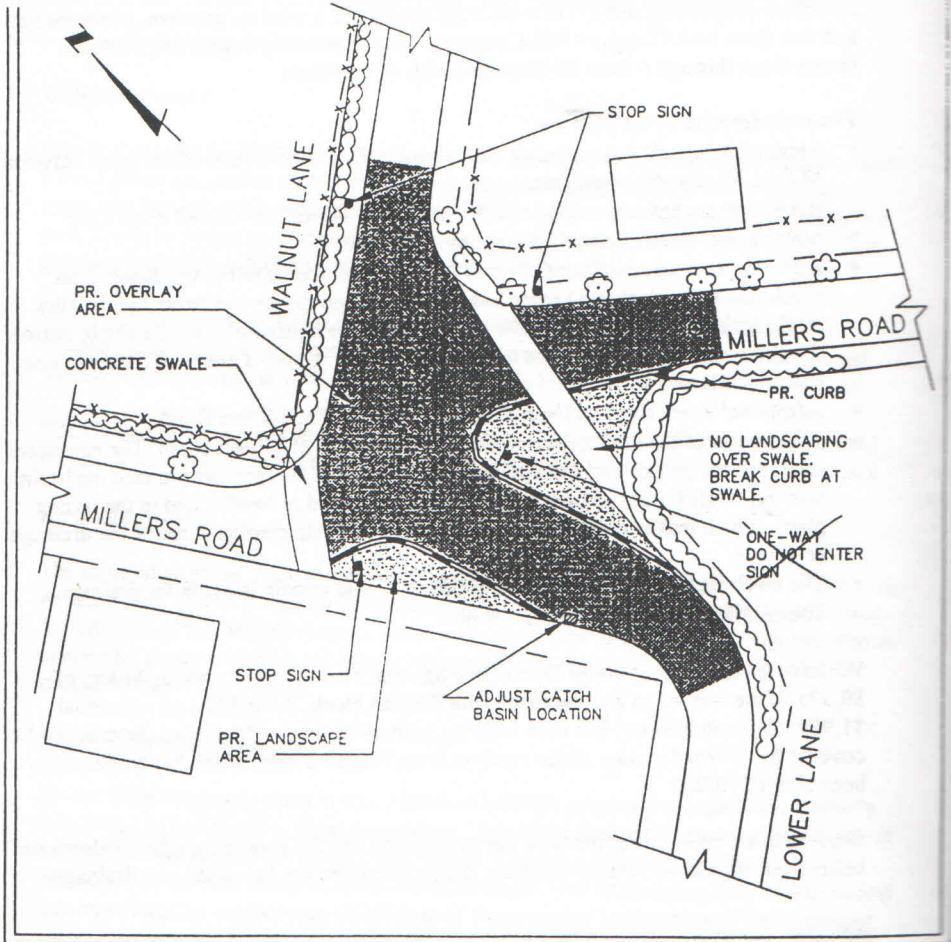 STOP SIGN
WANUT LANE
PR. OVERLAY
AREA
CONCRETE SWALE
MILLERS ROAD
PR. CURB
NO LANDSCAPING
OVER SWALE.
BREAK CURB AT
SWALE.
MILLERS ROAD
ONE-WAY
DO NOT ENTER
SIGN
STOP SIGN
ADJUST CATCH
BASIN LOCATION
PR. LANDSCAPE
AREA
LOWER LANE